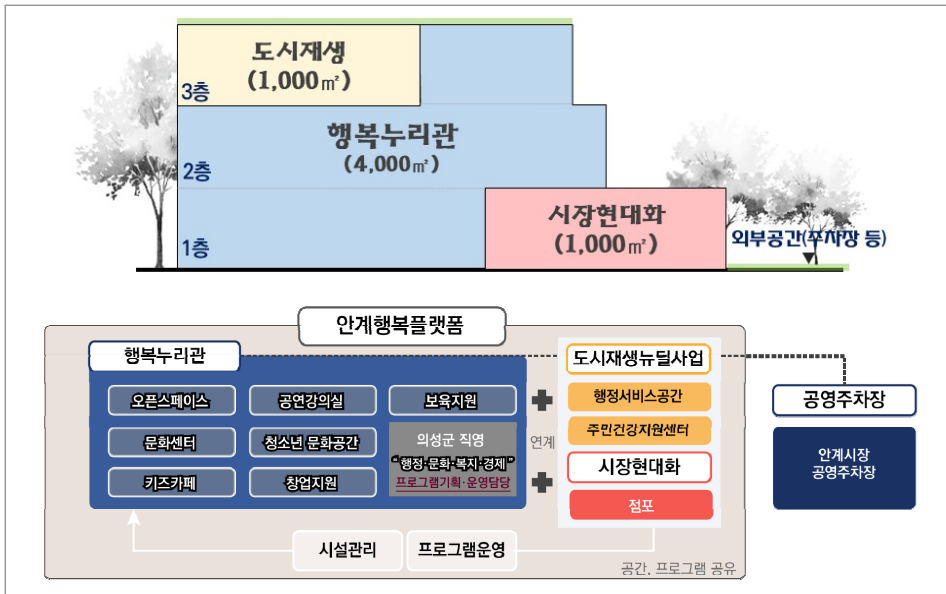 도시재생
(1,000㎡)
3층
행복누리관
(4,000㎡)
2층
시장현대화
(1,000㎡)
1층
외부공간(주차장 등)
안계행복플랫폼
행복누리관
도시재생뉴딜사업
오픈스페이스
공연강의실
보육지원
행정서비스공간
공영주차장
문화센터
청소년 문화공간
의성군 직영
"행정·문화·복지·경제"
프로그램기획·운영담당
연계
주민건강지원센터
안계시장
공영주차장
시장현대화
키즈카페
창업지원
점포
시설관리
프로그램운영
공간, 프로그램 공유